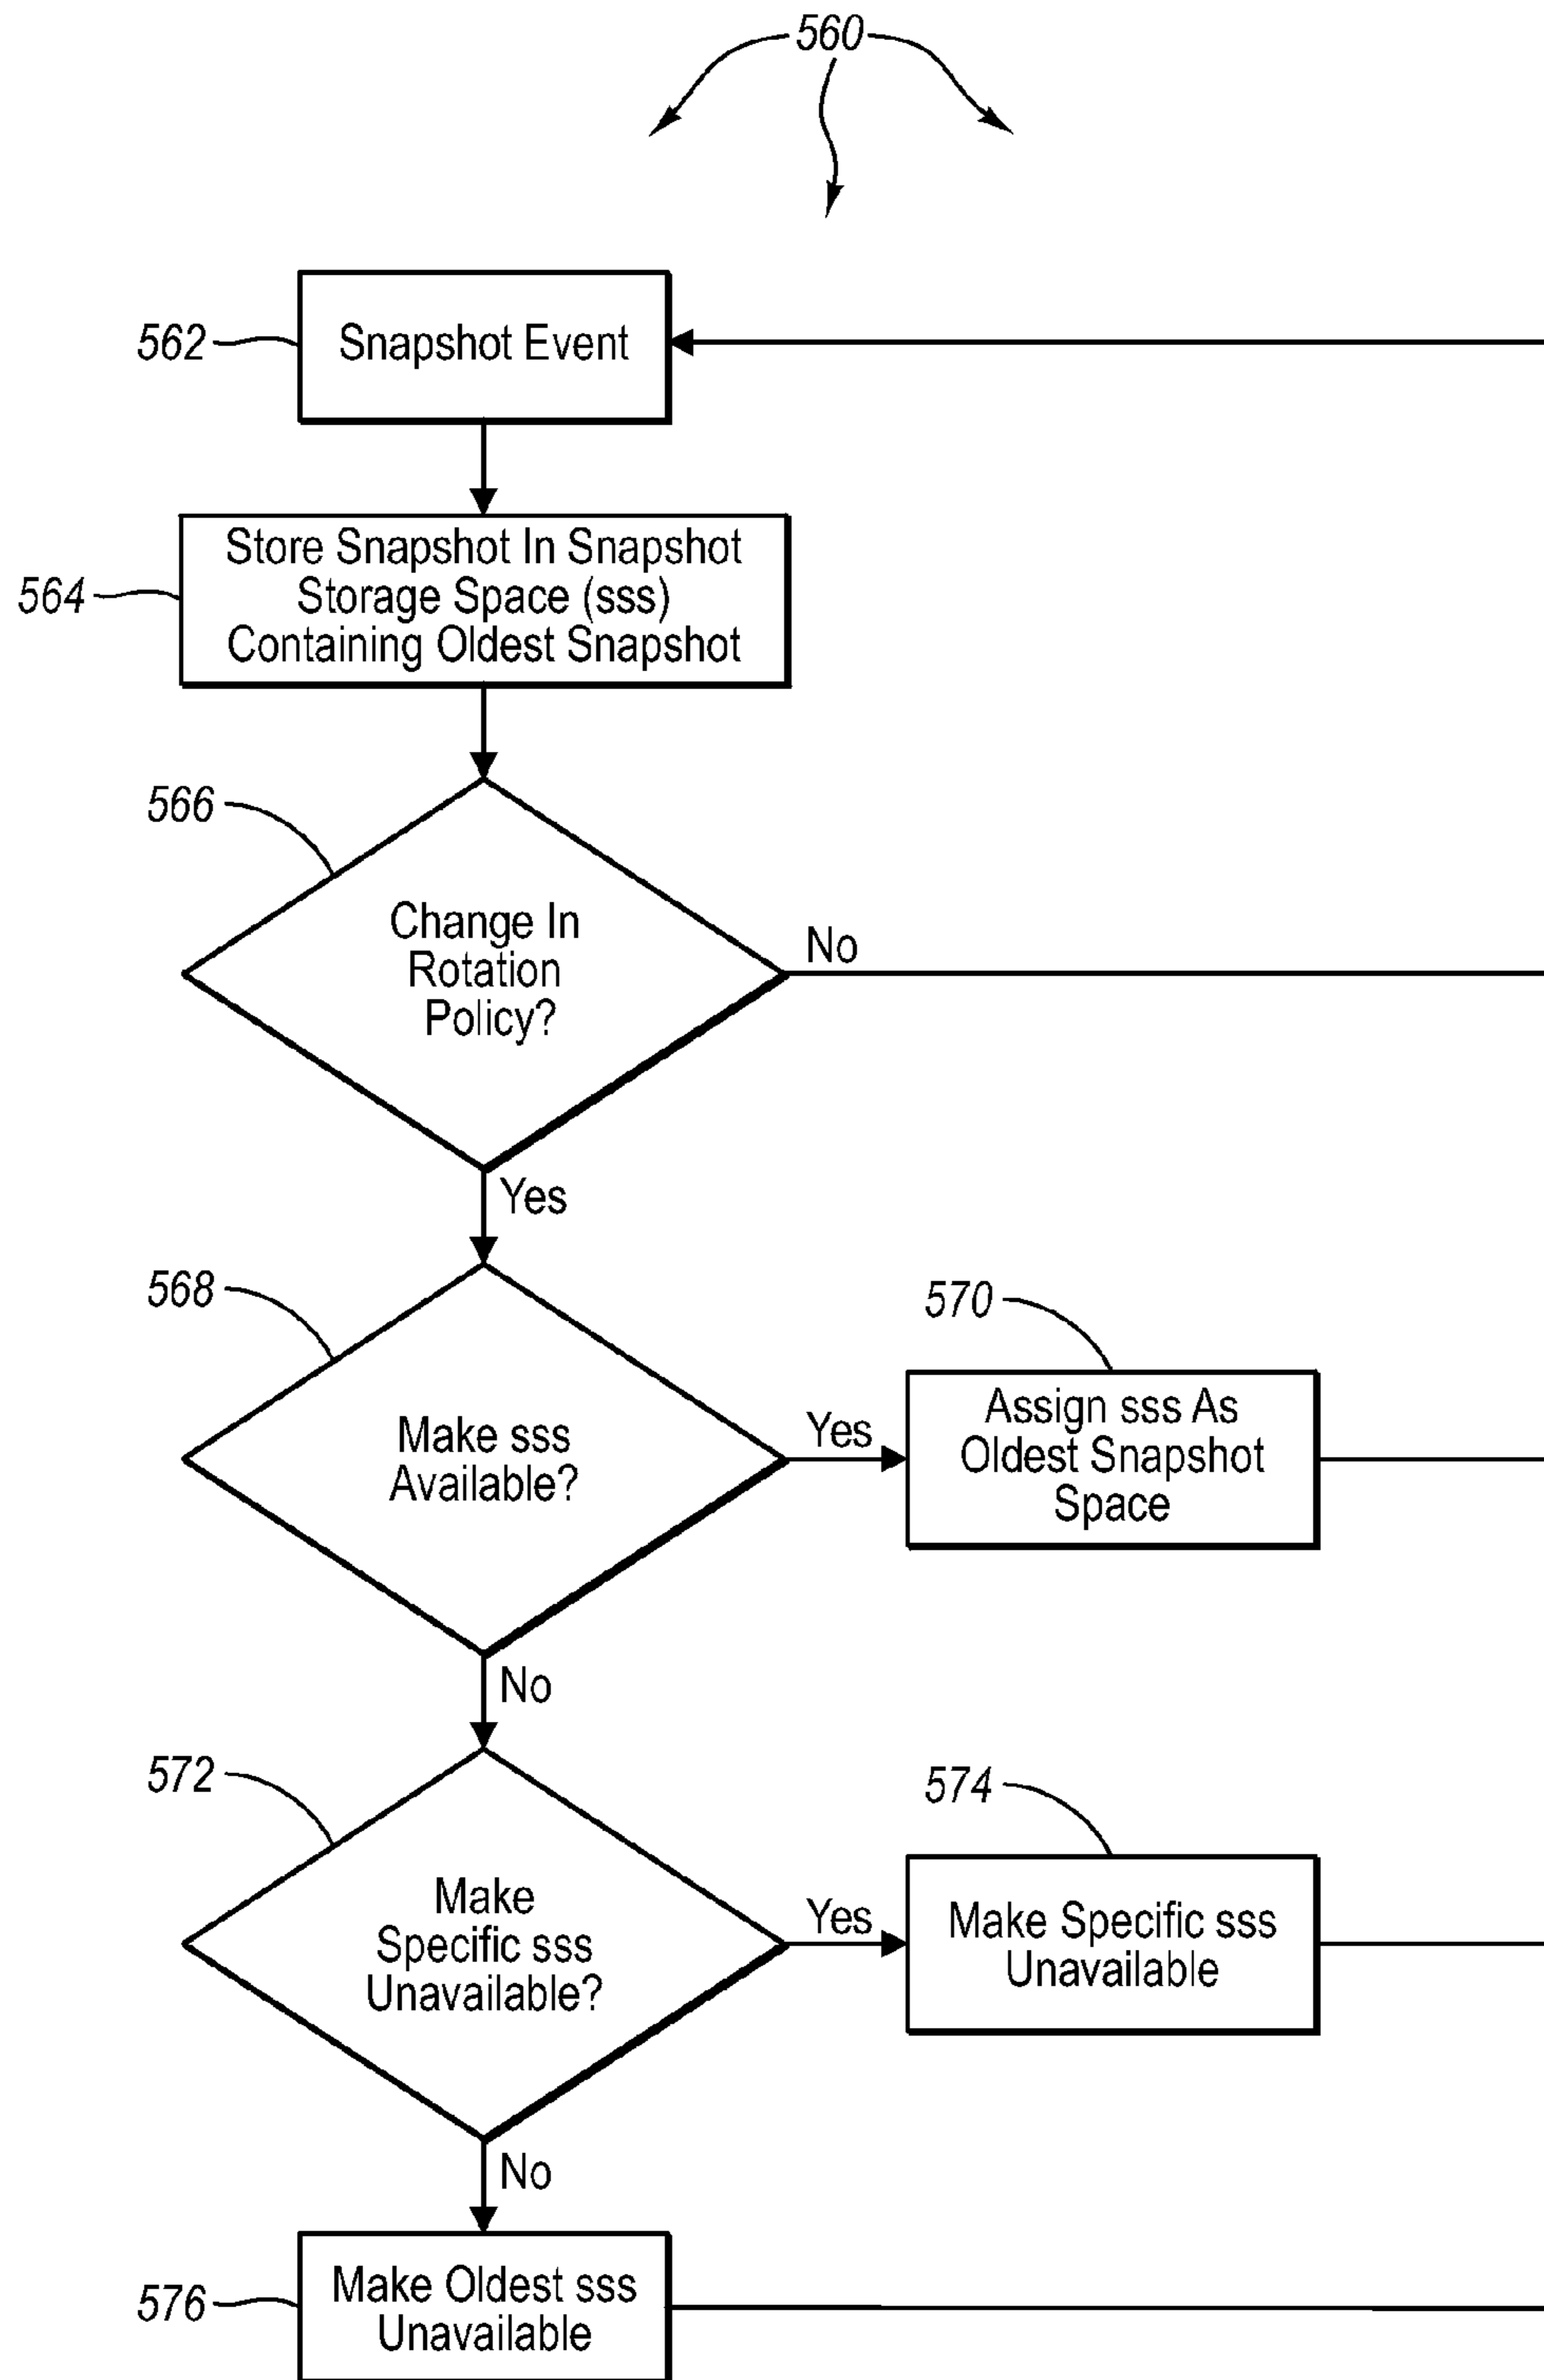 560
562
Snapshot Event
564
Store Snapshot In Snapshot
Storage Space (sss)
Containing Oldest Snapshot
566
Change In
Rotation
Policy?
No
Yes
568
Make sss
Available?
Yes
570
Assign sss As
Oldest Snapshot
Space
No
572
Make
Specific sss
Unavailable?
Yes
574
Make Specific sss
Unavailable
No
576
Make Oldest sss
Unavailable